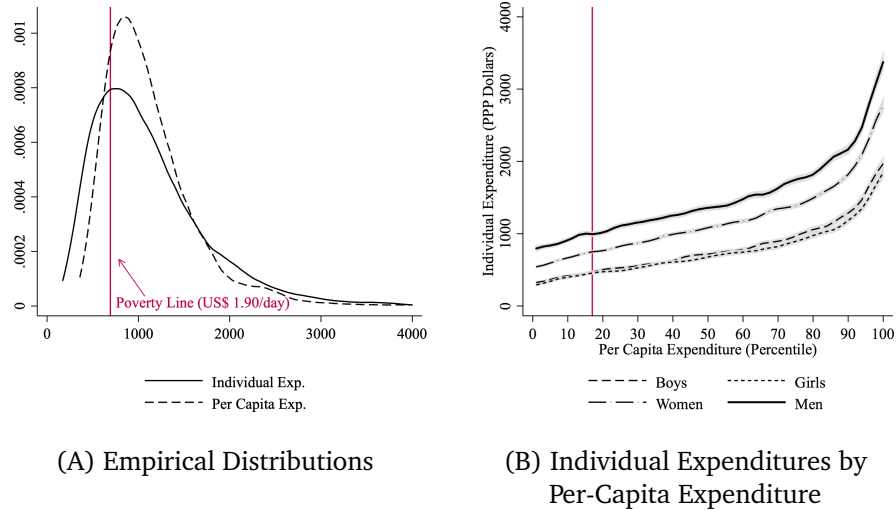 .001
.0008
.0006
.0004
.0002
0
Poverty Line (US$ 1.90/day)
0 1000 2000 3000 4000
Individual Exp.
Per Capita Exp.
(A) Empirical Distributions
Individual Expenditure (PPP Dollars)
4000
3000
2000
1000
0
0 10 20 30 40 50 60 70 80 90 100
Per Capita Expenditure (Percentile)
Boys Girls
Women Men
(B) Individual Expenditures by
Per-Capita Expenditure